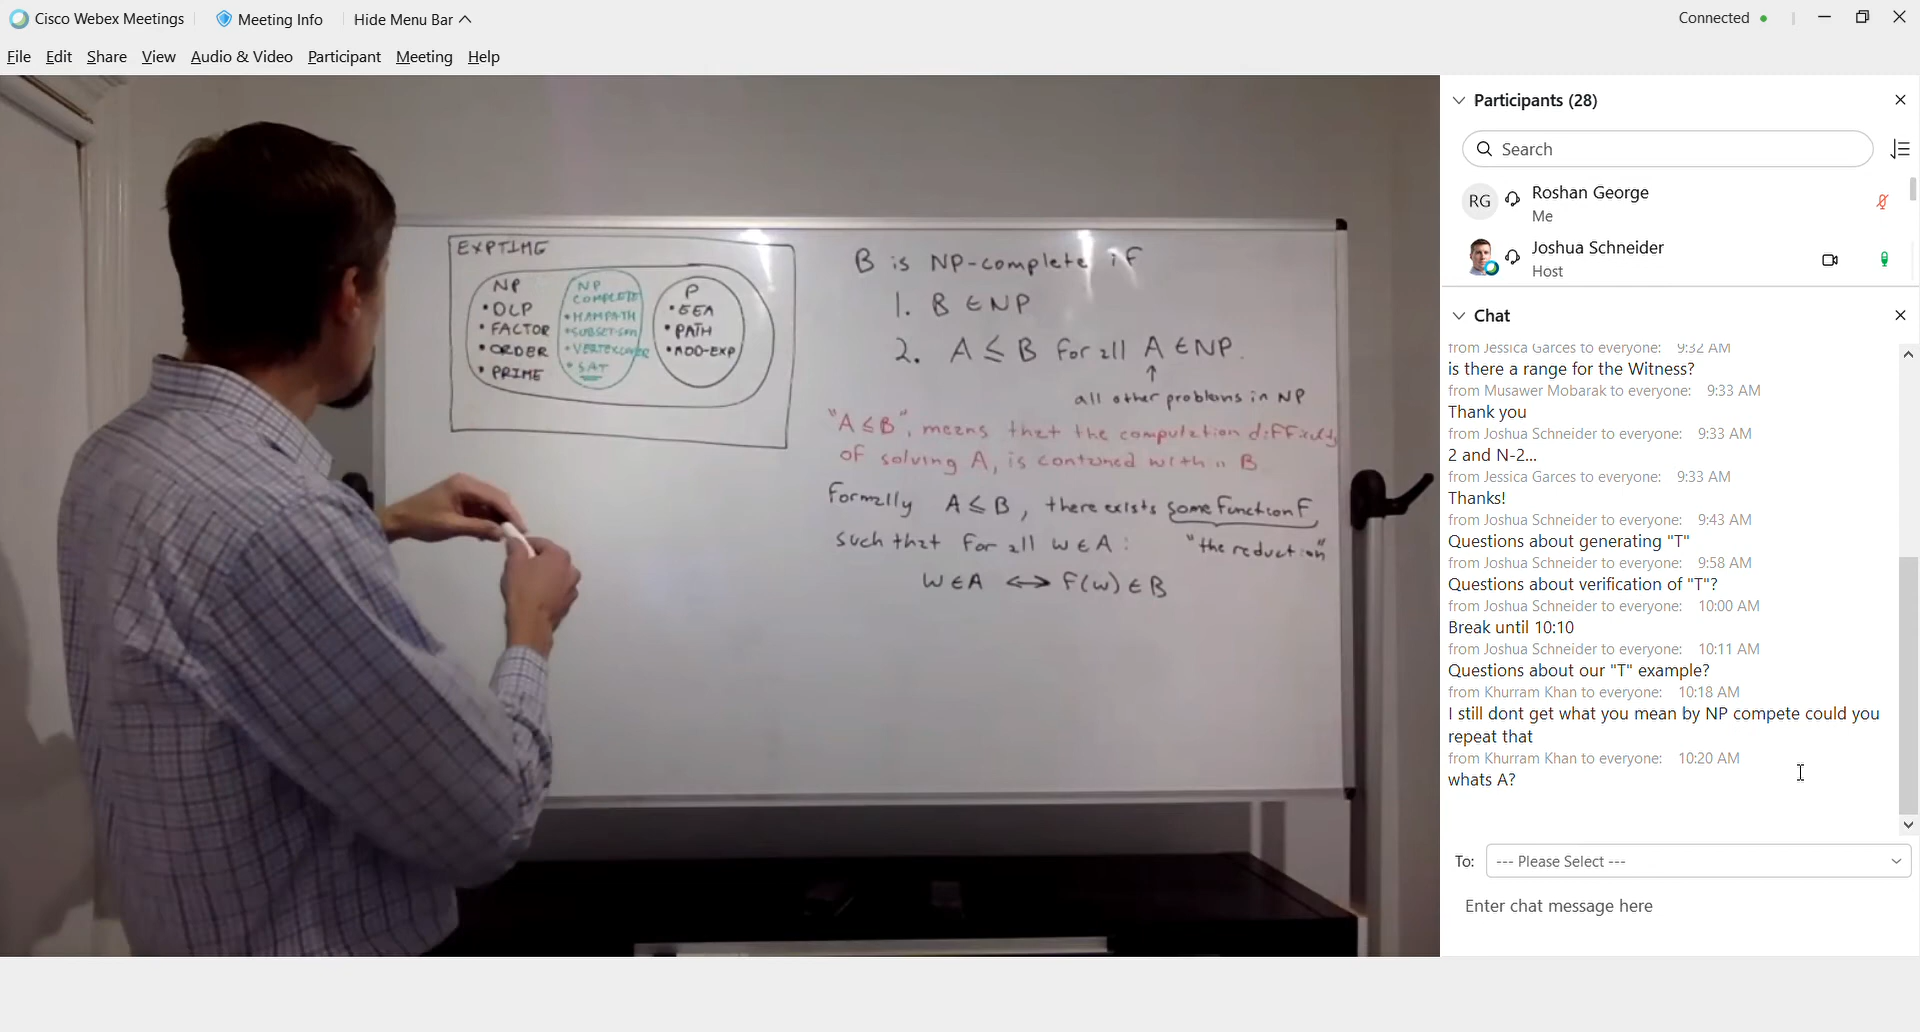 Cisco Webex Meetings
Meeting Info
Hide Menu Bar
Connected
File Edit Share View Audio & Video Participant Meeting Help
EXPTIME
NP
• DLP
• FACTOR
• ORDER
• PRIME
NP
COMPLETE
• HAMPATH
• SUBSET-SUM
• VERTEXCOVER
• SAT
P
• EEA
• PATH
• MOD-EXP
B is NP-complete if
1. B ∈ NP
2. A ≤ B for all A ∈ NP.
↑
all other problems in NP
"A ≤ B", means that the computation difficulty
of solving A, is contained within B
Formally A ≤ B, there exists some function F
such that for all w ∈ A :
"the reduction"
w ∈ A ↔ F(w) ∈ B
Participants (28)
Search
RG
Roshan George
Me
Joshua Schneider
Host
Chat
from Jessica Garces to everyone: 9:32 AM
is there a range for the Witness?
from Musawer Mobarak to everyone: 9:33 AM
Thank you
from Joshua Schneider to everyone: 9:33 AM
2 and N-2...
from Jessica Garces to everyone: 9:33 AM
Thanks!
from Joshua Schneider to everyone: 9:43 AM
Questions about generating "T"
from Joshua Schneider to everyone: 9:58 AM
Questions about verification of "T"?
from Joshua Schneider to everyone: 10:00 AM
Break until 10:10
from Joshua Schneider to everyone: 10:11 AM
Questions about our "T" example?
from Khurram Khan to everyone: 10:18 AM
I still dont get what you mean by NP compete could you
repeat that
from Khurram Khan to everyone: 10:20 AM
whats A?
To:
--- Please Select ---
Enter chat message here